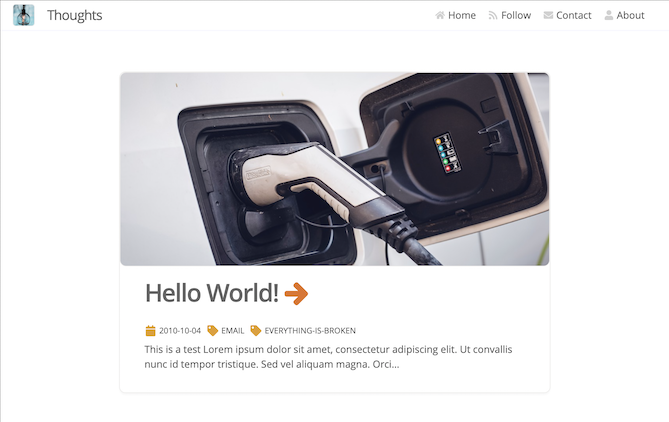 Thoughts
Home Follow Contact About
Hello World!
2010-10-04 EMAIL EVERYTHING-IS-BROKEN
This is a test Lorem ipsum dolor sit amet, consectetur adipiscing elit. Ut convallis
nunc id tempor tristique. Sed vel aliquam magna. Orci...